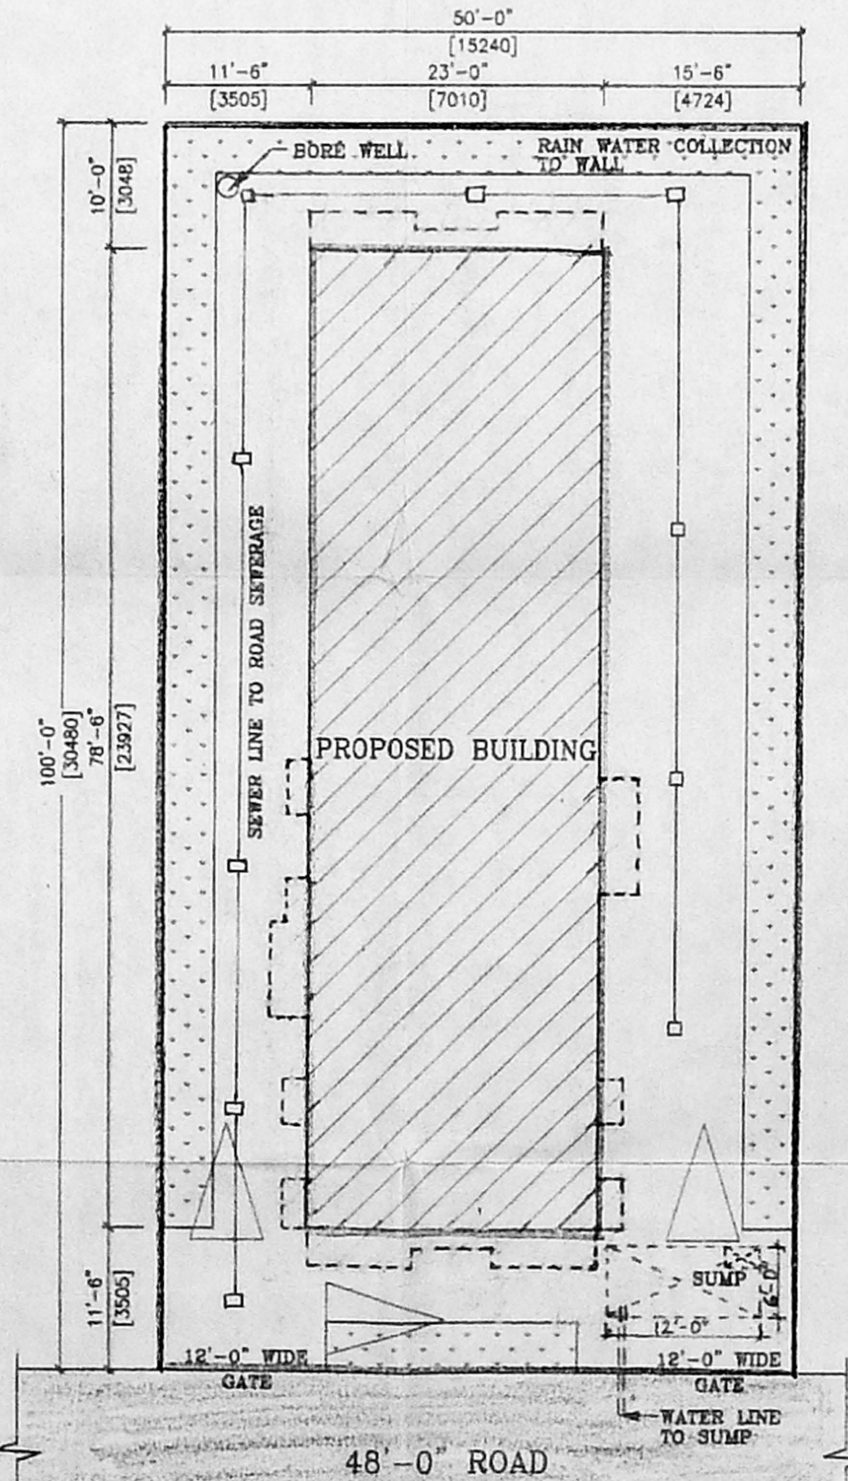 50'-0"
[15240]
11'-6"
[3505]
23'-0"
[7010]
15'-6"
[4724]
BORE WELL
RAIN WATER COLLECTION
TO WALL
10'-0"
[3048]
SEWER LINE TO ROAD SEWERAGE
100'-0"
[30480]
78'-6"
[23927]
PROPOSED BUILDING
11'-6"
[3505]
SUMP
6'-0"
12'-0"
12'-0" WIDE
GATE
12'-0" WIDE
GATE
WATER LINE
TO SUMP
48'-0" ROAD